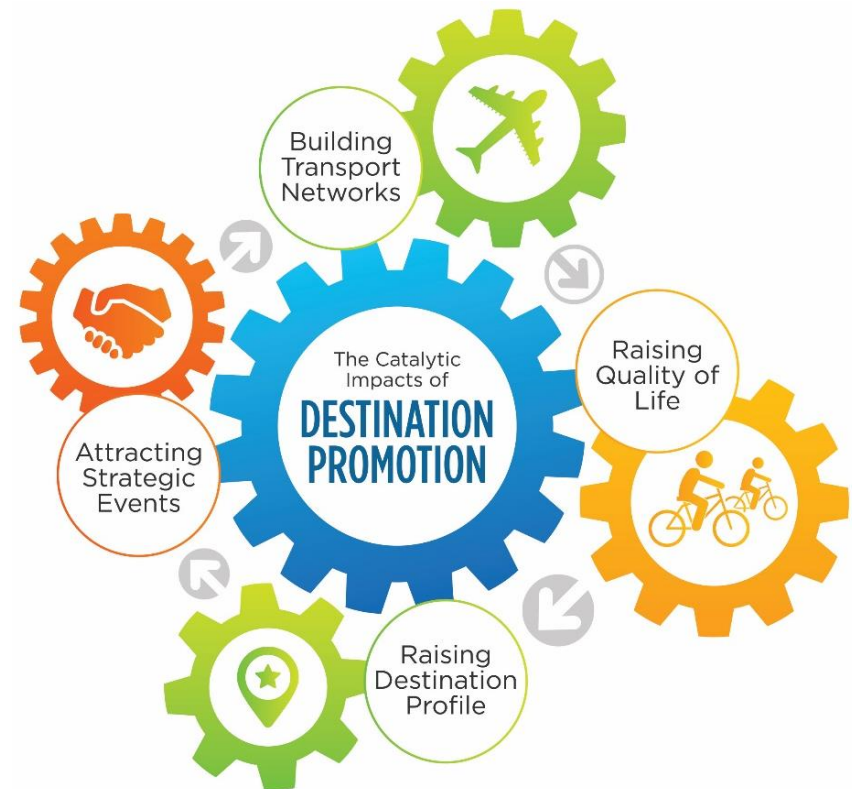 Building
Transport
Networks
The Catalytic
Impacts of
DESTINATION
PROMOTION
Raising
Quality of
Life
Attracting
Strategic
Events
Raising
Destination
Profile